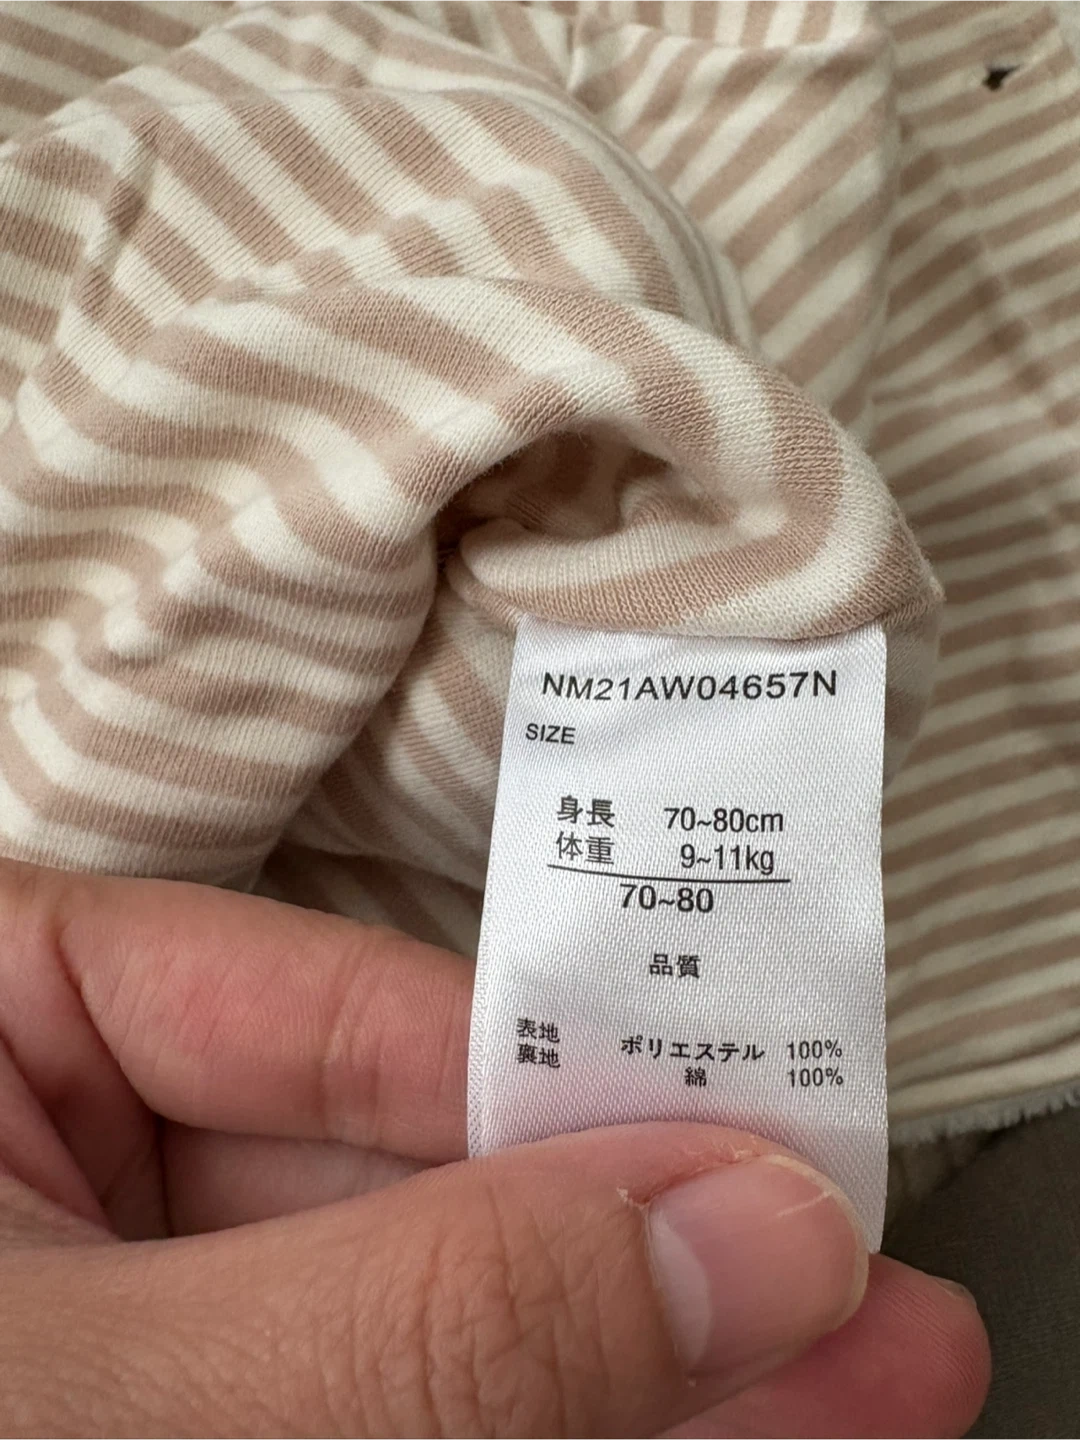 NM21AW04657N
SIZE
身長 70~80cm
体重 9~11kg
70~80
品質
表地 ポリエステル 100%
裏地 綿 100%